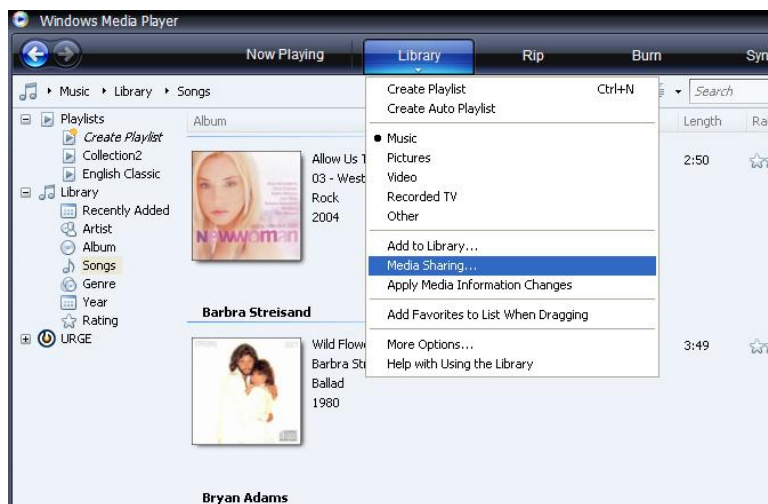 Windows Media Player
Now Playing Library Rip Burn Syn
Music Library Songs
Search
Create Playlist Ctrl+N
Create Auto Playlist
Music
Pictures
Video
Recorded TV
Other
Add to Library...
Media Sharing...
Apply Media Information Changes
Add Favorites to List When Dragging
More Options...
Help with Using the Library
Playlists
Create Playlist
Collection2
English Classic
Library
Recently Added
Artist
Album
Songs
Genre
Year
Rating
URGE
Album Length Ra
Allow Us T 2:50
03 - West
Rock
2004
Newwoman
Barbra Streisand
Wild Flow 3:49
Barbra Str
Ballad
1980
Bryan Adams